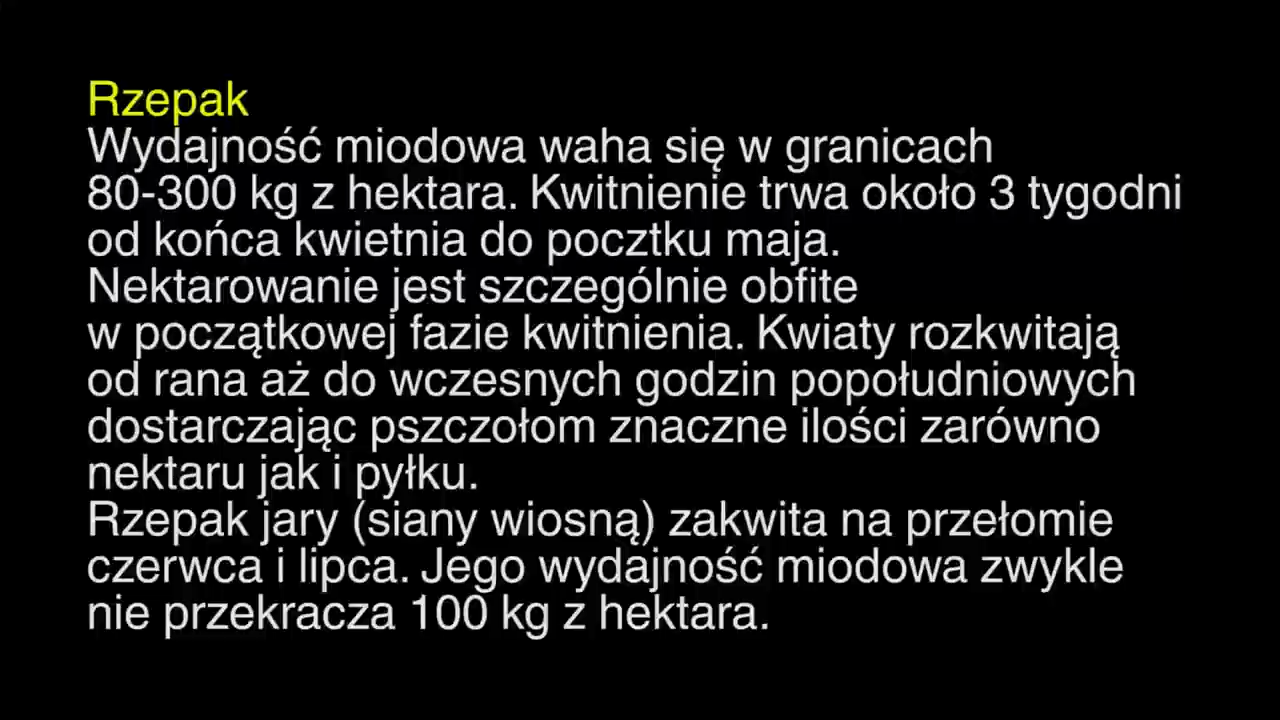 Rzepak
Wydajność miodowa waha się w granicach
80-300 kg z hektara. Kwitnienie trwa około 3 tygodni
od końca kwietnia do pocztku maja.
Nektarowanie jest szczególnie obfite
w początkowej fazie kwitnienia. Kwiaty rozkwitają
od rana aż do wczesnych godzin popołudniowych
dostarczając pszczołom znaczne ilości zarówno
nektaru jak i pyłku.
Rzepak jary (siany wiosną) zakwita na przełomie
czerwca i lipca. Jego wydajność miodowa zwykle
nie przekracza 100 kg z hektara.